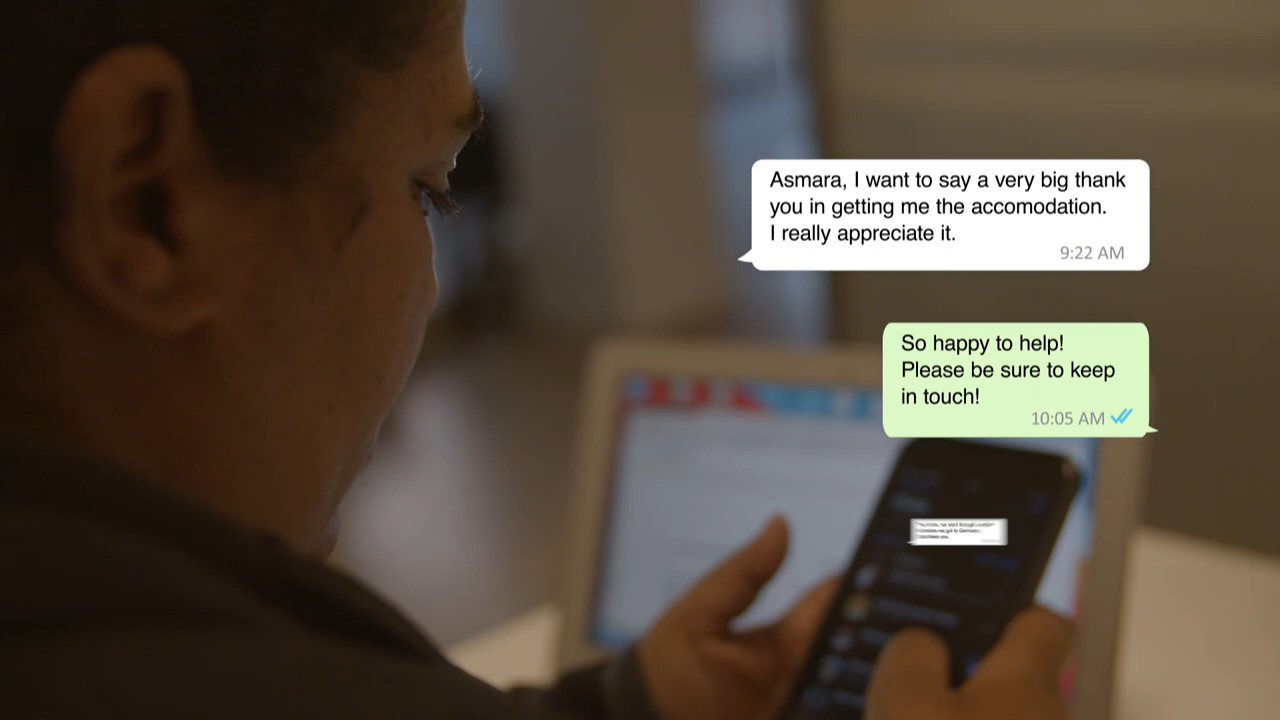 Asmara, I want to say a very big thank
you in getting me the accomodation.
I really appreciate it.
9:22 AM
So happy to help!
Please be sure to keep
in touch!
10:05 AM